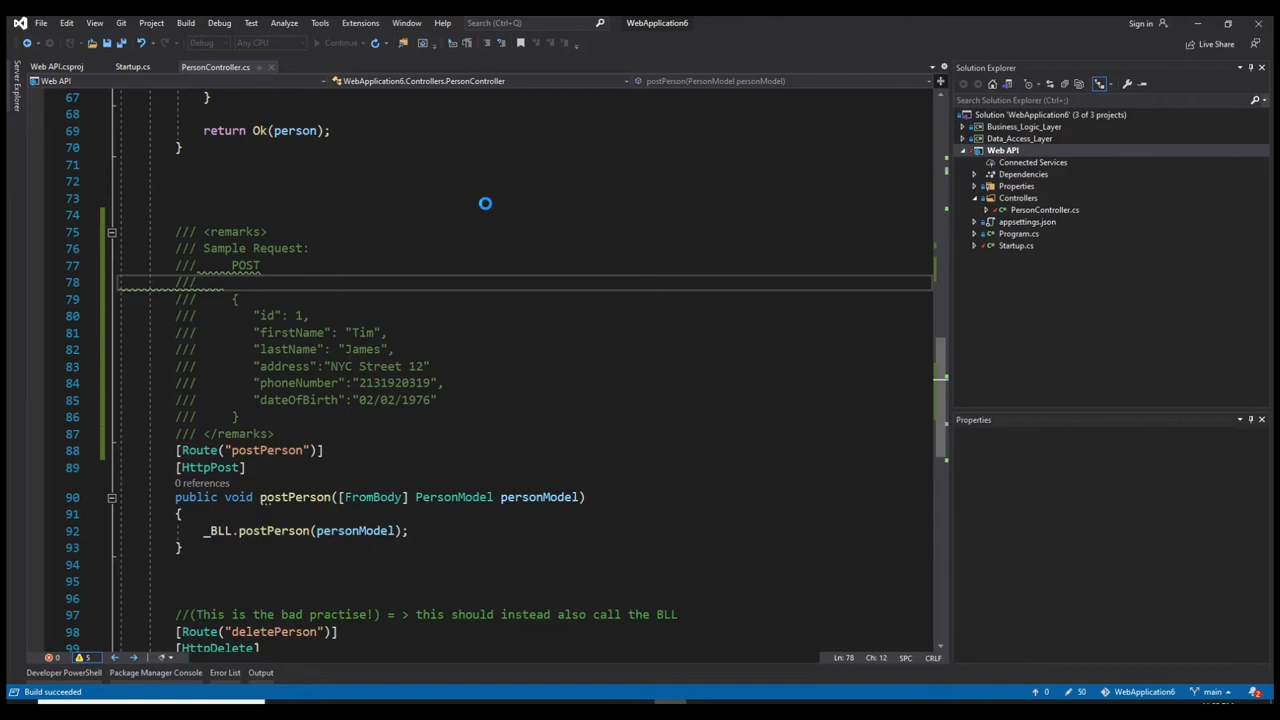 File Edit View Git Project Build Debug Test Analyze Tools Extensions Window Help Search (Ctrl+Q) WebApplication6 Sign in
Debug Any CPU Continue Live Share
Server Explorer
Web API.csproj Startup.cs PersonController.cs
Web API WebApplication6.Controllers.PersonController postPerson(PersonModel personModel)
67 }
68
69 return Ok(person);
70 }
71
72
73
74
75 /// <remarks>
76 /// Sample Request:
77 /// POST
78 ///
79 /// {
80 /// "id": 1,
81 /// "firstName": "Tim",
82 /// "lastName": "James",
83 /// "address":"NYC Street 12"
84 /// "phoneNumber":"2131920319",
85 /// "dateOfBirth":"02/02/1976"
86 /// }
87 /// </remarks>
88 [Route("postPerson")]
89 [HttpPost]
0 references
90 public void postPerson([FromBody] PersonModel personModel)
91 {
92 _BLL.postPerson(personModel);
93 }
94
95
96
97 //(This is the bad practise!) = > this should instead also call the BLL
98 [Route("deletePerson")]
99 [HttpDelete]
0 5 Ln: 78 Ch: 12 SPC CRLF
Developer PowerShell Package Manager Console Error List Output
Build succeeded 0 50 WebApplication6 main 2
Solution Explorer
Search Solution Explorer (Ctrl+;)
Solution 'WebApplication6' (3 of 3 projects)
Business_Logic_Layer
Data_Access_Layer
Web API
Connected Services
Dependencies
Properties
Controllers
PersonController.cs
appsettings.json
Program.cs
Startup.cs
Properties